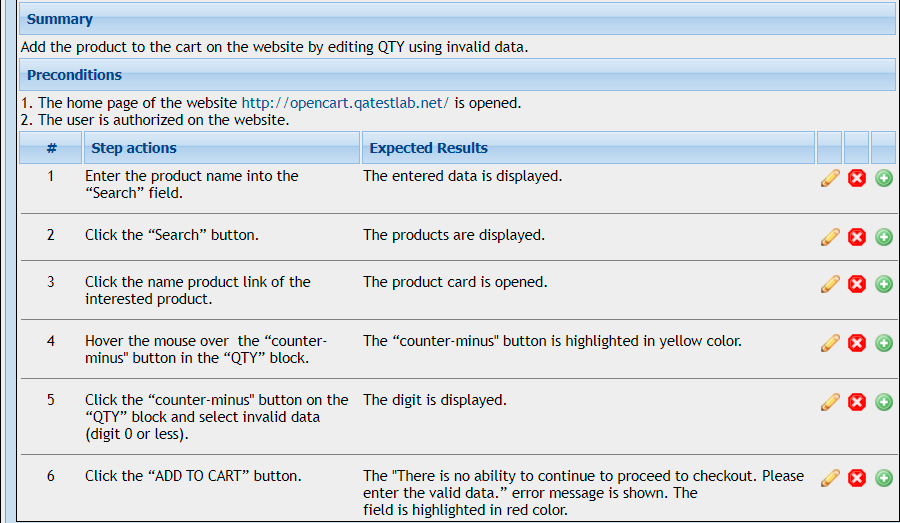 Summary
Add the product to the cart on the website by editing QTY using invalid data.
Preconditions
1. The home page of the website http://opencart.qatestlab.net/ is opened.
2. The user is authorized on the website.
# Step actions Expected Results
1 Enter the product name into the The entered data is displayed.
“Search” field.
2 Click the “Search” button. The products are displayed.
3 Click the name product link of the The product card is opened.
interested product.
4 Hover the mouse over the “counter- The “counter-minus" button is highlighted in yellow color.
minus" button in the “QTY” block.
5 Click the “counter-minus" button on the The digit is displayed.
“QTY” block and select invalid data
(digit 0 or less).
6 Click the “ADD TO CART” button. The "There is no ability to continue to proceed to checkout. Please
enter the valid data.” error message is shown. The
field is highlighted in red color.